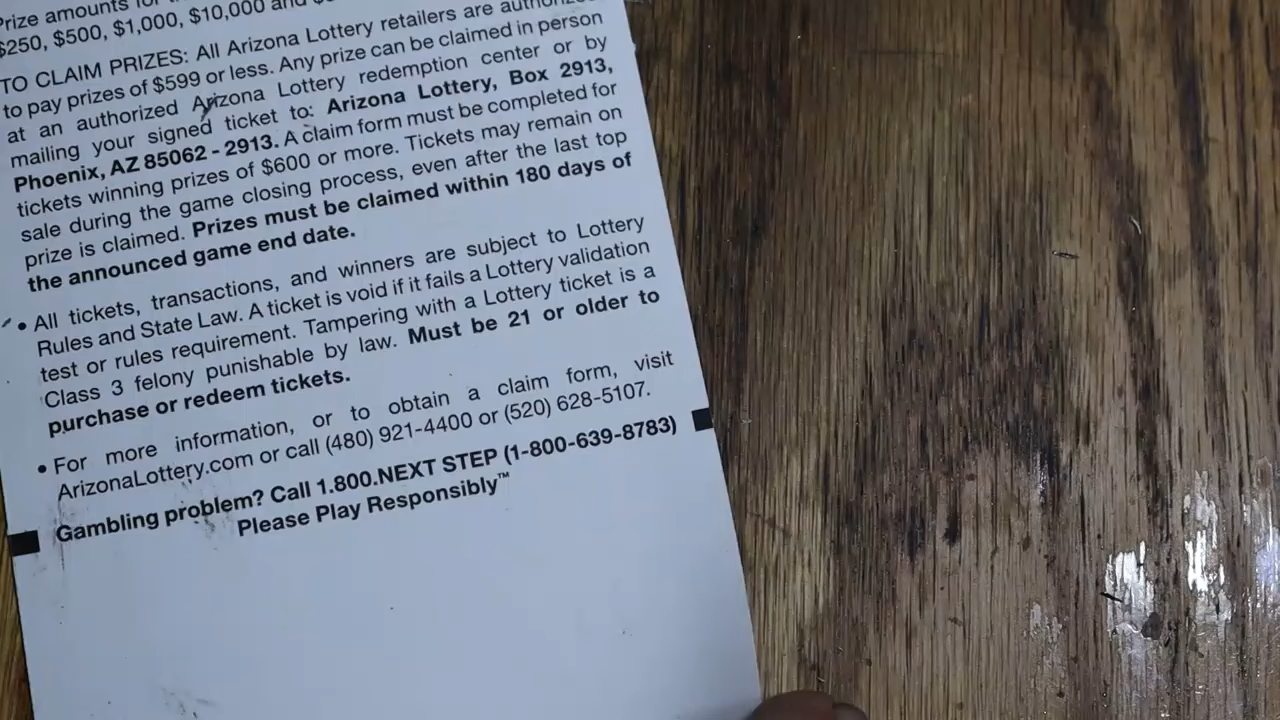 Prize amounts for
$250, $500, $1,000, $10,000 and
TO CLAIM PRIZES: All Arizona Lottery retailers are authorized
to pay prizes of $599 or less. Any prize can be claimed in person
at an authorized Arizona Lottery redemption center or by
mailing your signed ticket to: Arizona Lottery, Box 2913,
Phoenix, AZ 85062 - 2913. A claim form must be completed for
tickets winning prizes of $600 or more. Tickets may remain on
sale during the game closing process, even after the last top
prize is claimed. Prizes must be claimed within 180 days of
the announced game end date.
• All tickets, transactions, and winners are subject to Lottery
Rules and State Law. A ticket is void if it fails a Lottery validation
test or rules requirement. Tampering with a Lottery ticket is a
Class 3 felony punishable by law. Must be 21 or older to
purchase or redeem tickets.
• For more information, or to obtain a claim form, visit
ArizonaLottery.com or call (480) 921-4400 or (520) 628-5107.
Gambling problem? Call 1.800.NEXT STEP (1-800-639-8783)
Please Play Responsibly™